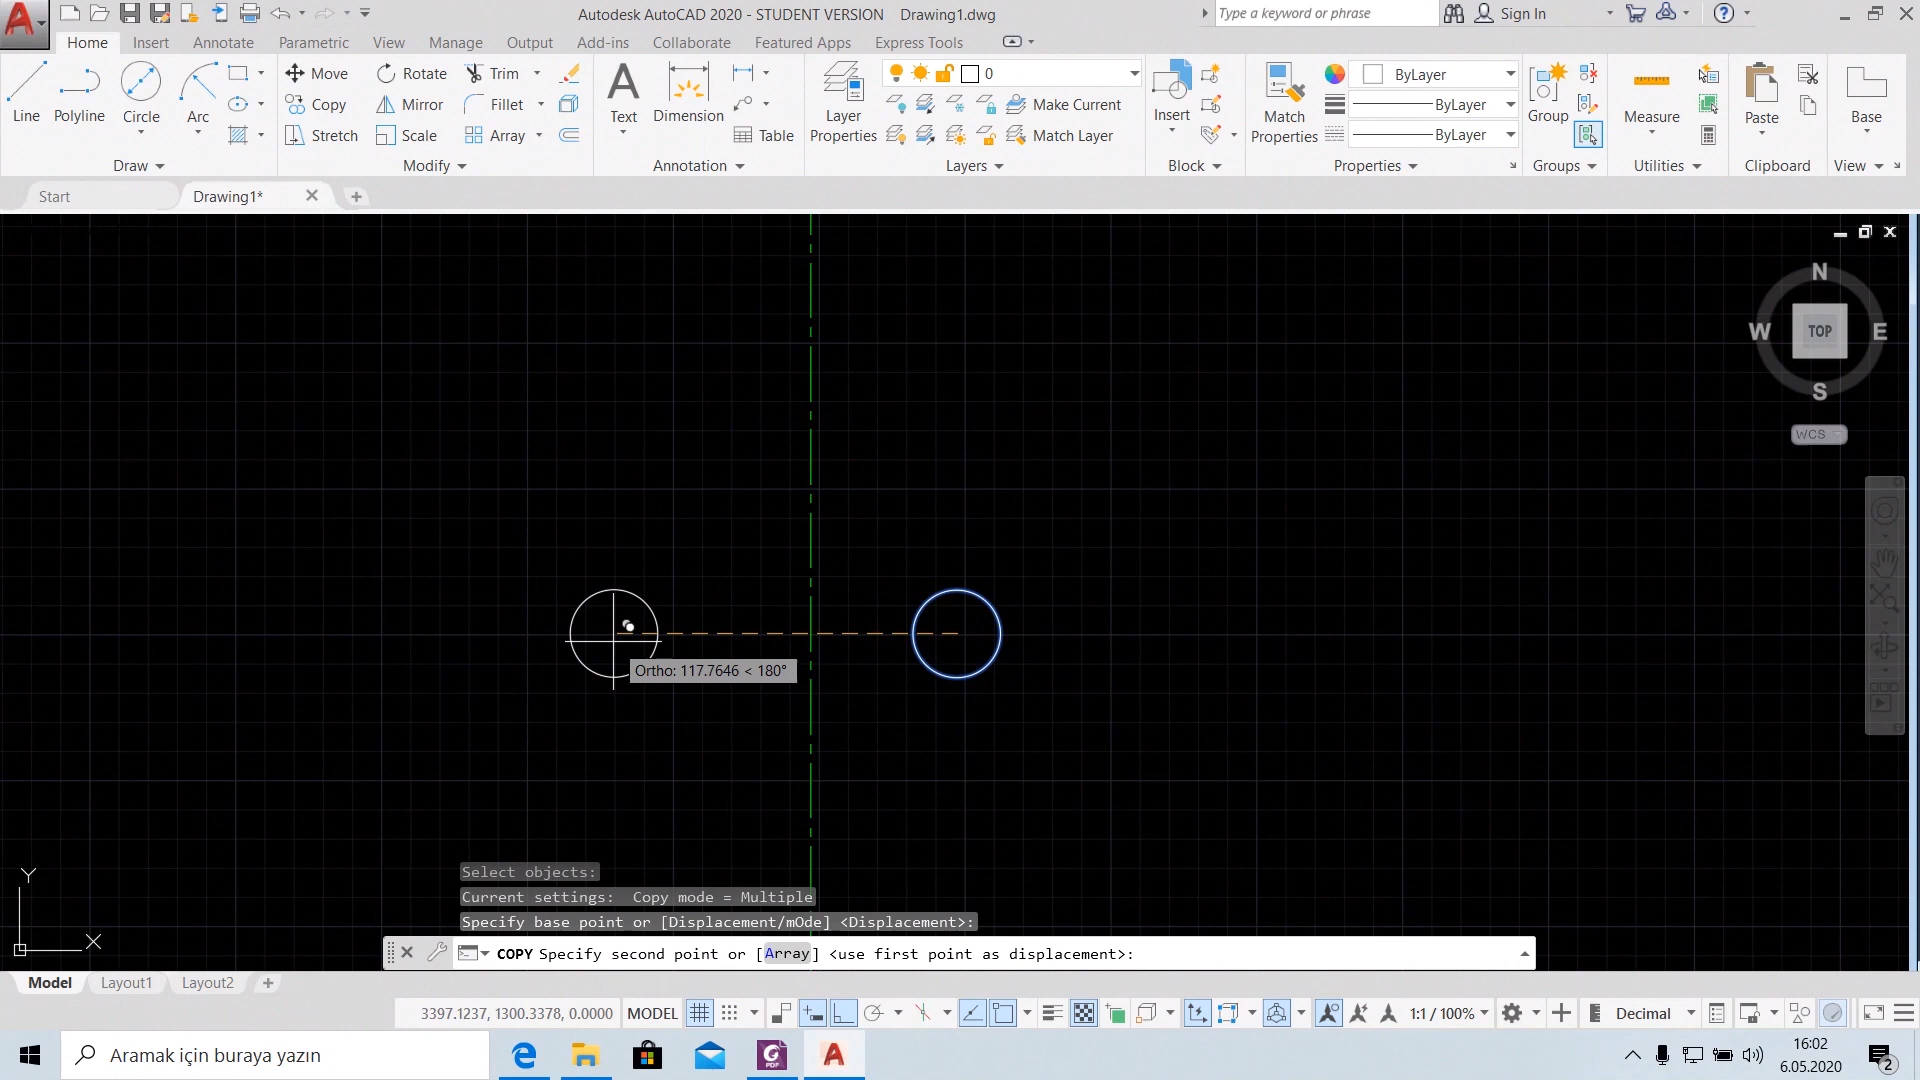 Autodesk AutoCAD 2020 - STUDENT VERSION Drawing1.dwg
Type a keyword or phrase
Sign In
Home Insert Annotate Parametric View Manage Output Add-ins Collaborate Featured Apps Express Tools
Line Polyline Circle Arc
Move Rotate Trim
Copy Mirror Fillet
Stretch Scale Array
Text Dimension
Table
Layer Properties
0
Make Current
Match Layer
Insert
Match Properties
ByLayer
ByLayer
ByLayer
Group
Measure
Paste
Base
Draw Modify Annotation Layers Block Properties Groups Utilities Clipboard View
Start Drawing1*
N
W TOP E
S
WCS
Ortho: 117.7646 < 180°
Y
X
Select objects:
Current settings:  Copy mode = Multiple
Specify base point or [Displacement/mOde] <Displacement>:
COPY Specify second point or [Array] <use first point as displacement>:
Model Layout1 Layout2
3397.1237, 1300.3378, 0.0000 MODEL 1:1 / 100% Decimal
Aramak için buraya yazın
PDF
16:02
6.05.2020
2